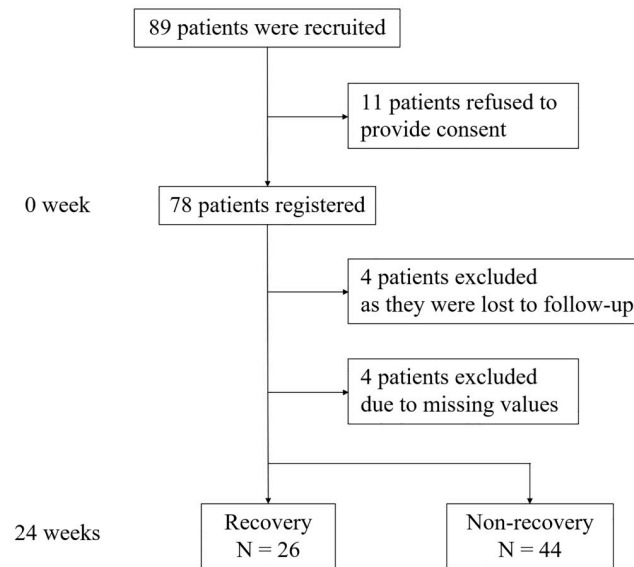 89 patients were recruited
11 patients refused to
provide consent
0 week
78 patients registered
4 patients excluded
as they were lost to follow-up
4 patients excluded
due to missing values
24 weeks
Recovery
N = 26
Non-recovery
N = 44